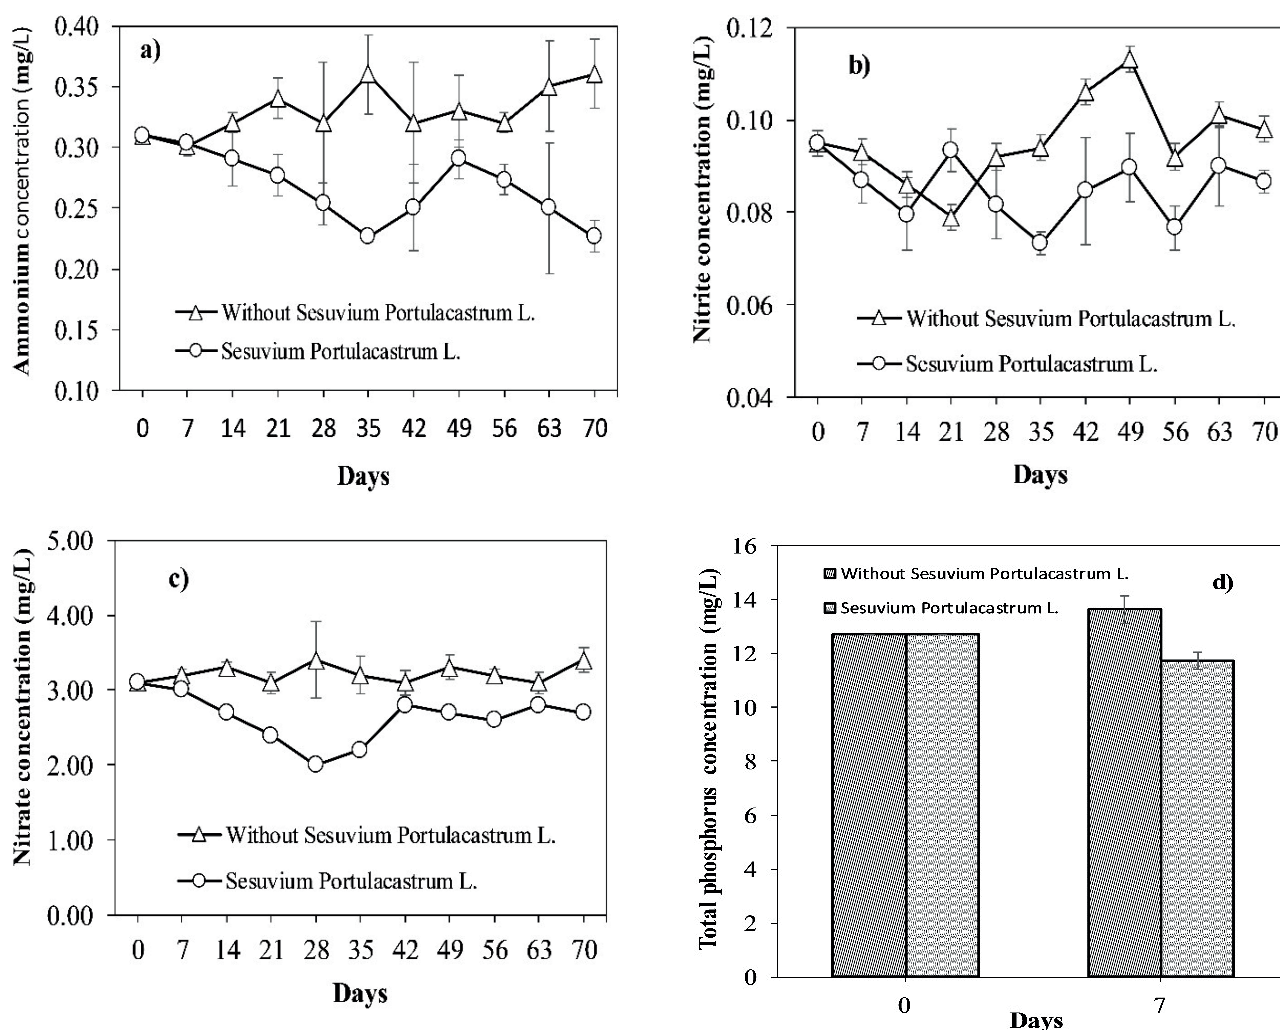 a)
Ammonium concentration (mg/L)
0.40
0.35
0.30
0.25
0.20
0.15
0.10
Without Sesuvium Portulacastrum L.
Sesuvium Portulacastrum L.
0 7 14 21 28 35 42 49 56 63 70
Days
b)
Nitrite concentration (mg/L)
0.12
0.10
0.08
0.06
0.04
Without Sesuvium Portulacastrum L.
Sesuvium Portulacastrum L.
0 7 14 21 28 35 42 49 56 63 70
Days
c)
Nitrate concentration (mg/L)
5.00
4.00
3.00
2.00
1.00
0.00
Without Sesuvium Portulacastrum L.
Sesuvium Portulacastrum L.
0 7 14 21 28 35 42 49 56 63 70
Days
d)
Total phosphorus concentration (mg/L)
16
14
12
10
8
6
4
2
0
Without Sesuvium Portulacastrum L.
Sesuvium Portulacastrum L.
0 7
Days